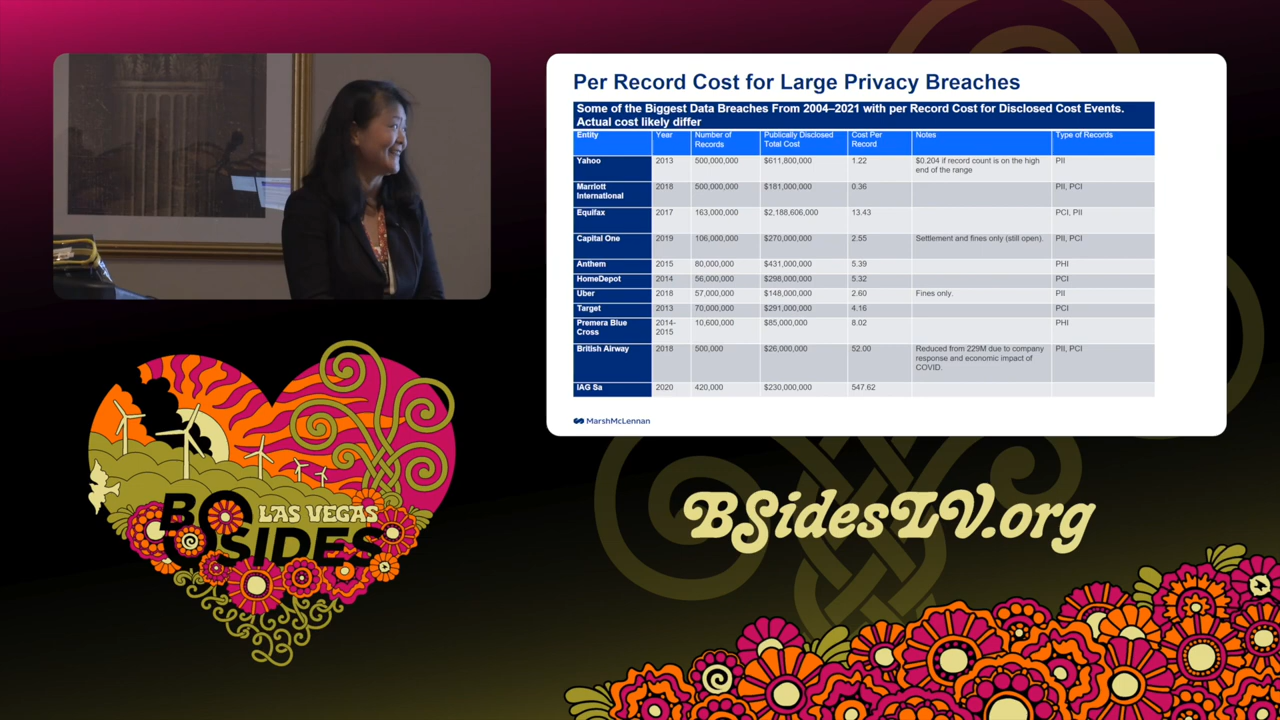 Per Record Cost for Large Privacy Breaches
Some of the Biggest Data Breaches From 2004–2021 with per Record Cost for Disclosed Cost Events.
Actual cost likely differ
Entity Year Number of Records Publically Disclosed Total Cost Cost Per Record Notes Type of Records
Yahoo 2013 500,000,000 $611,800,000 1.22 $0.204 if record count is on the high end of the range PII
Marriott International 2018 500,000,000 $181,000,000 0.36 PII, PCI
Equifax 2017 163,000,000 $2,188,606,000 13.43 PCI, PII
Capital One 2019 106,000,000 $270,000,000 2.55 Settlement and fines only (still open). PII, PCI
Anthem 2015 80,000,000 $431,000,000 5.39 PHI
HomeDepot 2014 56,000,000 $298,000,000 5.32 PCI
Uber 2018 57,000,000 $148,000,000 2.60 Fines only. PII
Target 2013 70,000,000 $291,000,000 4.16 PCI
Premera Blue Cross 2014-2015 10,600,000 $85,000,000 8.02 PHI
British Airway 2018 500,000 $26,000,000 52.00 Reduced from 229M due to company response and economic impact of COVID. PII, PCI
IAG Sa 2020 420,000 $230,000,000 547.62
MarshMcLennan
LAS VEGAS
BSIDES
23
BSidesLV.org